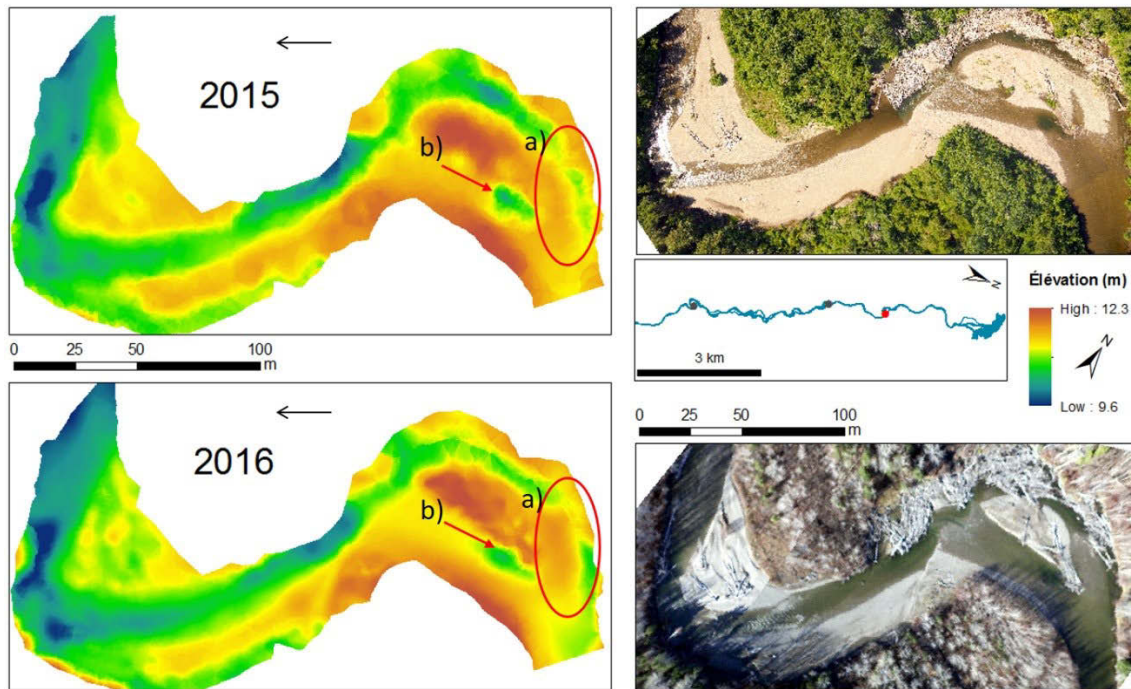 2015
b)
a)
0 25 50 100
m
2016
b)
a)
N
3 km
Élévation (m)
High : 12.3
Low : 9.6
N
0 25 50 100
m